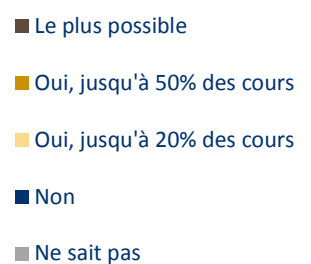 Le plus possible
Oui, jusqu'à 50% des cours
Oui, jusqu'à 20% des cours
Non
Ne sait pas